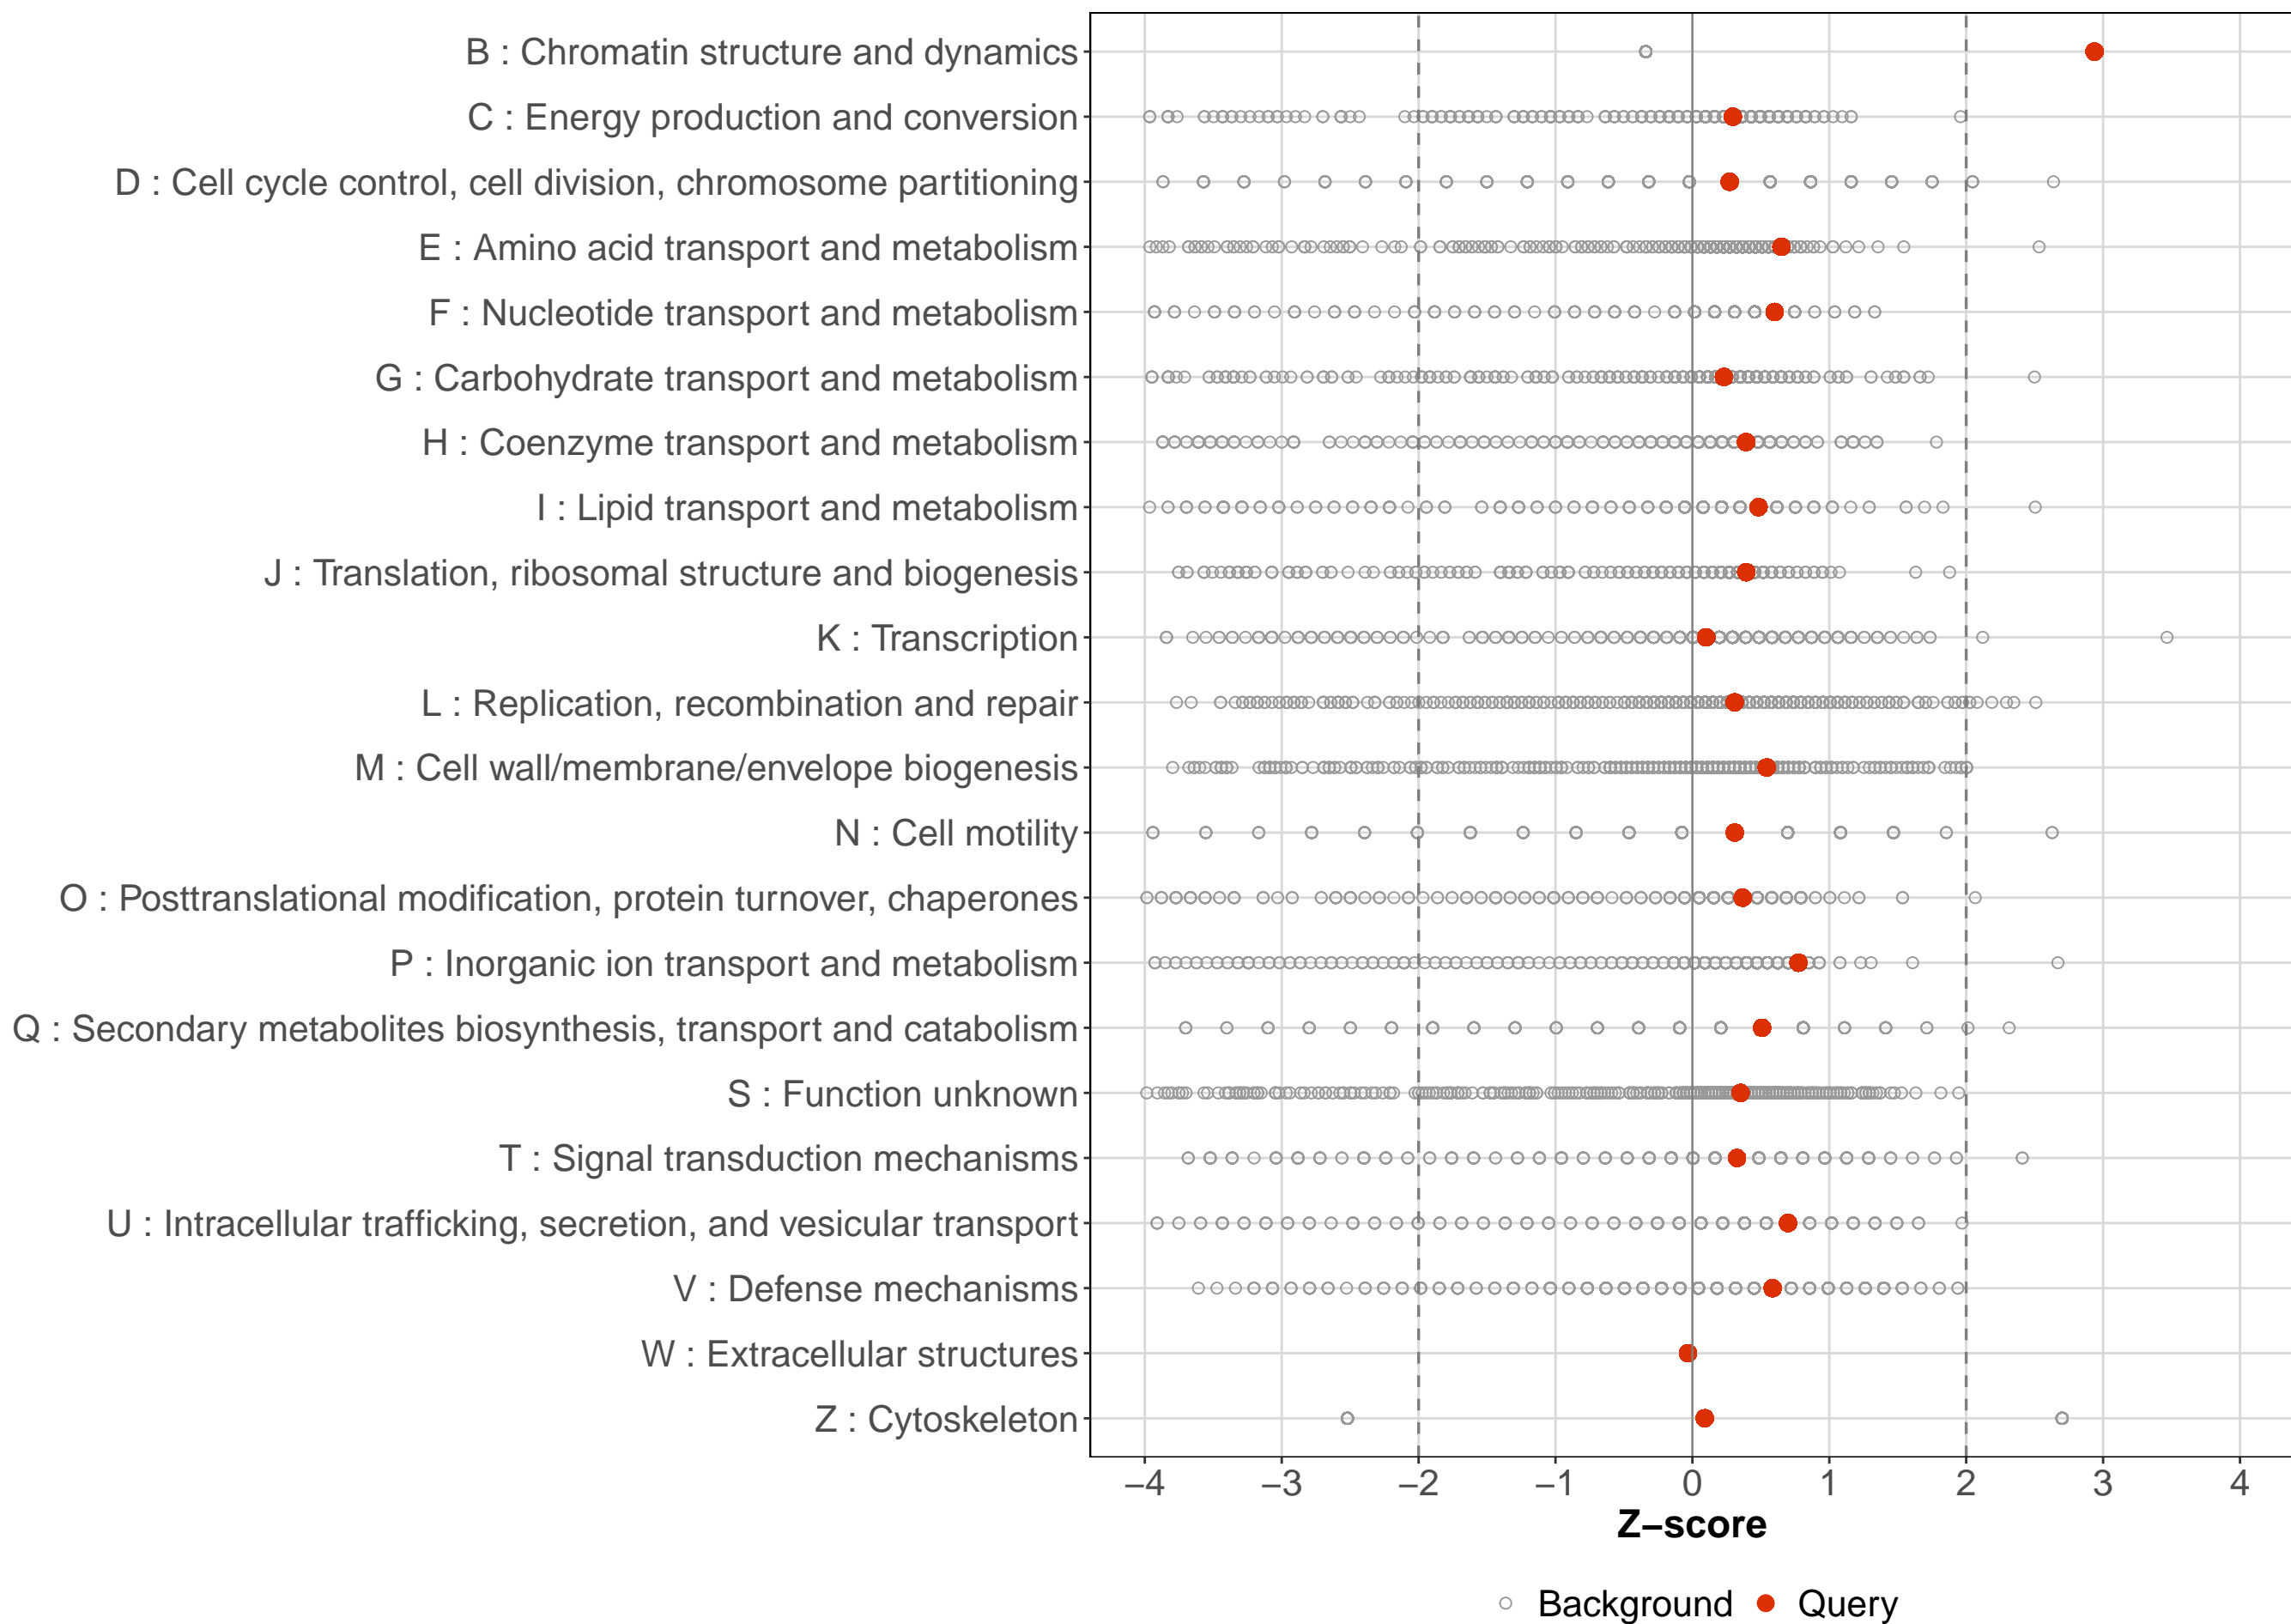 B : Chromatin structure and dynamics
C : Energy production and conversion
D : Cell cycle control, cell division, chromosome partitioning
E : Amino acid transport and metabolism
F : Nucleotide transport and metabolism
G : Carbohydrate transport and metabolism
H : Coenzyme transport and metabolism
I : Lipid transport and metabolism
J : Translation, ribosomal structure and biogenesis
K : Transcription
L : Replication, recombination and repair
M : Cell wall/membrane/envelope biogenesis
N : Cell motility
O : Posttranslational modification, protein turnover, chaperones
P : Inorganic ion transport and metabolism
Q : Secondary metabolites biosynthesis, transport and catabolism
S : Function unknown
T : Signal transduction mechanisms
U : Intracellular trafficking, secretion, and vesicular transport
V : Defense mechanisms
W : Extracellular structures
Z : Cytoskeleton
−4 −3 −2 −1 0 1 2 3 4
Z−score
Background Query